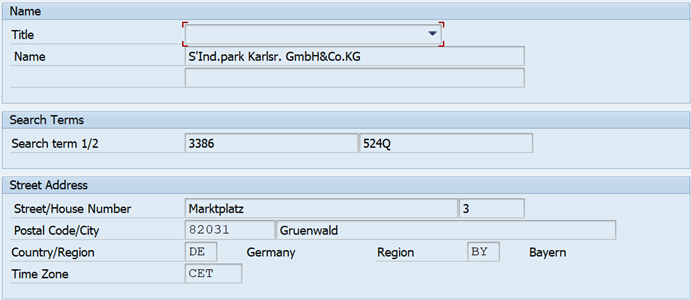 Name
Title
Name S'Ind.park Karlsr. GmbH&Co.KG
Search Terms
Search term 1/2 3386 524Q
Street Address
Street/House Number Marktplatz 3
Postal Code/City 82031 Gruenwald
Country/Region DE Germany Region BY Bayern
Time Zone CET